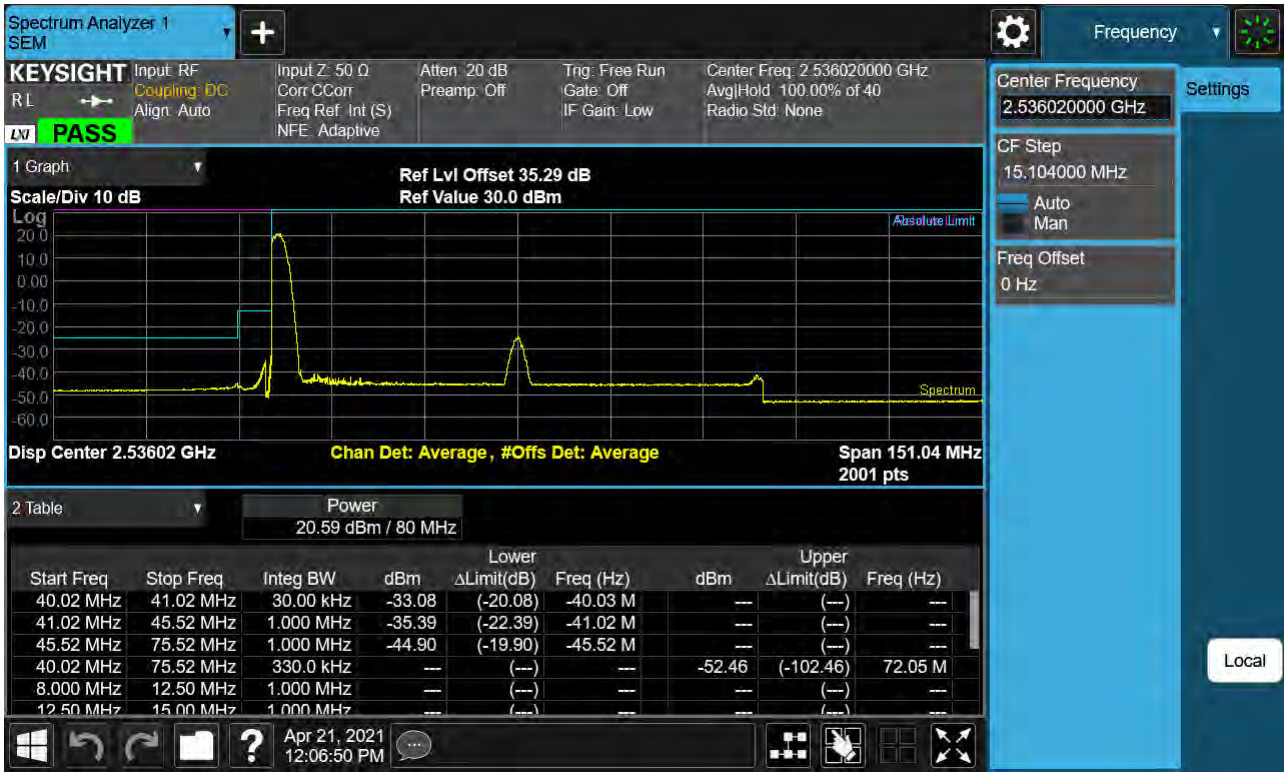 Spectrum Analyzer 1
SEM
Frequency
KEYSIGHT
R L
LXI
PASS
Input: RF
Coupling: DC
Align: Auto
Input Z: 50 Ω
Corr CCorr
Freq Ref: Int (S)
NFE: Adaptive
Atten: 20 dB
Preamp: Off
Trig: Free Run
Gate: Off
IF Gain: Low
Center Freq: 2.536020000 GHz
Avg|Hold: 100.00% of 40
Radio Std: None
Center Frequency
2.536020000 GHz
Settings
CF Step
15.104000 MHz
Auto
Man
Freq Offset
0 Hz
Local
1 Graph
Scale/Div 10 dB
Ref Lvl Offset 35.29 dB
Ref Value 30.0 dBm
Log
20.0
10.0
0.00
-10.0
-20.0
-30.0
-40.0
-50.0
-60.0
Absolute Limit
Spectrum
Disp Center 2.53602 GHz
Chan Det: Average, #Offs Det: Average
Span 151.04 MHz
2001 pts
2 Table
Power
20.59 dBm / 80 MHz
Lower Upper
Start Freq Stop Freq Integ BW dBm ΔLimit(dB) Freq (Hz) dBm ΔLimit(dB) Freq (Hz)
40.02 MHz 41.02 MHz 30.00 kHz -33.08 (-20.08) -40.03 M --- (---) ---
41.02 MHz 45.52 MHz 1.000 MHz -35.39 (-22.39) -41.02 M --- (---) ---
45.52 MHz 75.52 MHz 1.000 MHz -44.90 (-19.90) -45.52 M --- (---) ---
40.02 MHz 75.52 MHz 330.0 kHz --- (---) --- -52.46 (-102.46) 72.05 M
8.000 MHz 12.50 MHz 1.000 MHz --- (---) --- --- (---) ---
12.50 MHz 15.00 MHz 1.000 MHz --- (---) --- --- (---) ---
?
Apr 21, 2021
12:06:50 PM